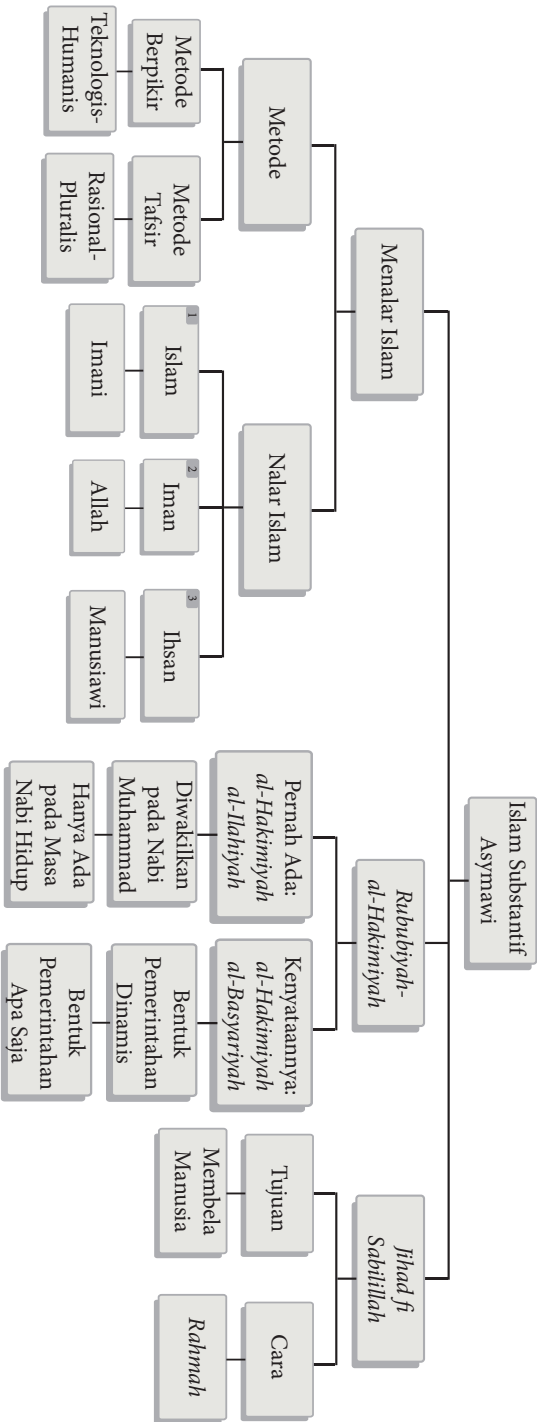 Islam Substantif
Asymawi
Menalar Islam
Rububiyah-
al-Hakimiyah
Jihad fi
Sabilillah
Metode
Nalar Islam
Pernah Ada:
al-Hakimiyah
al-Ilahiyah
Kenyataannya:
al-Hakimiyah
al-Basyariyah
Tujuan
Cara
Metode
Berpikir
Metode
Tafsir
1
Islam
2
Iman
3
Ihsan
Diwakilkan
pada Nabi
Muhammad
Bentuk
Pemerintahan
Dinamis
Membela
Manusia
Rahmah
Teknologis-
Humanis
Rasional-
Pluralis
Imani
Allah
Manusiawi
Hanya Ada
pada Masa
Nabi Hidup
Bentuk
Pemerintahan
Apa Saja